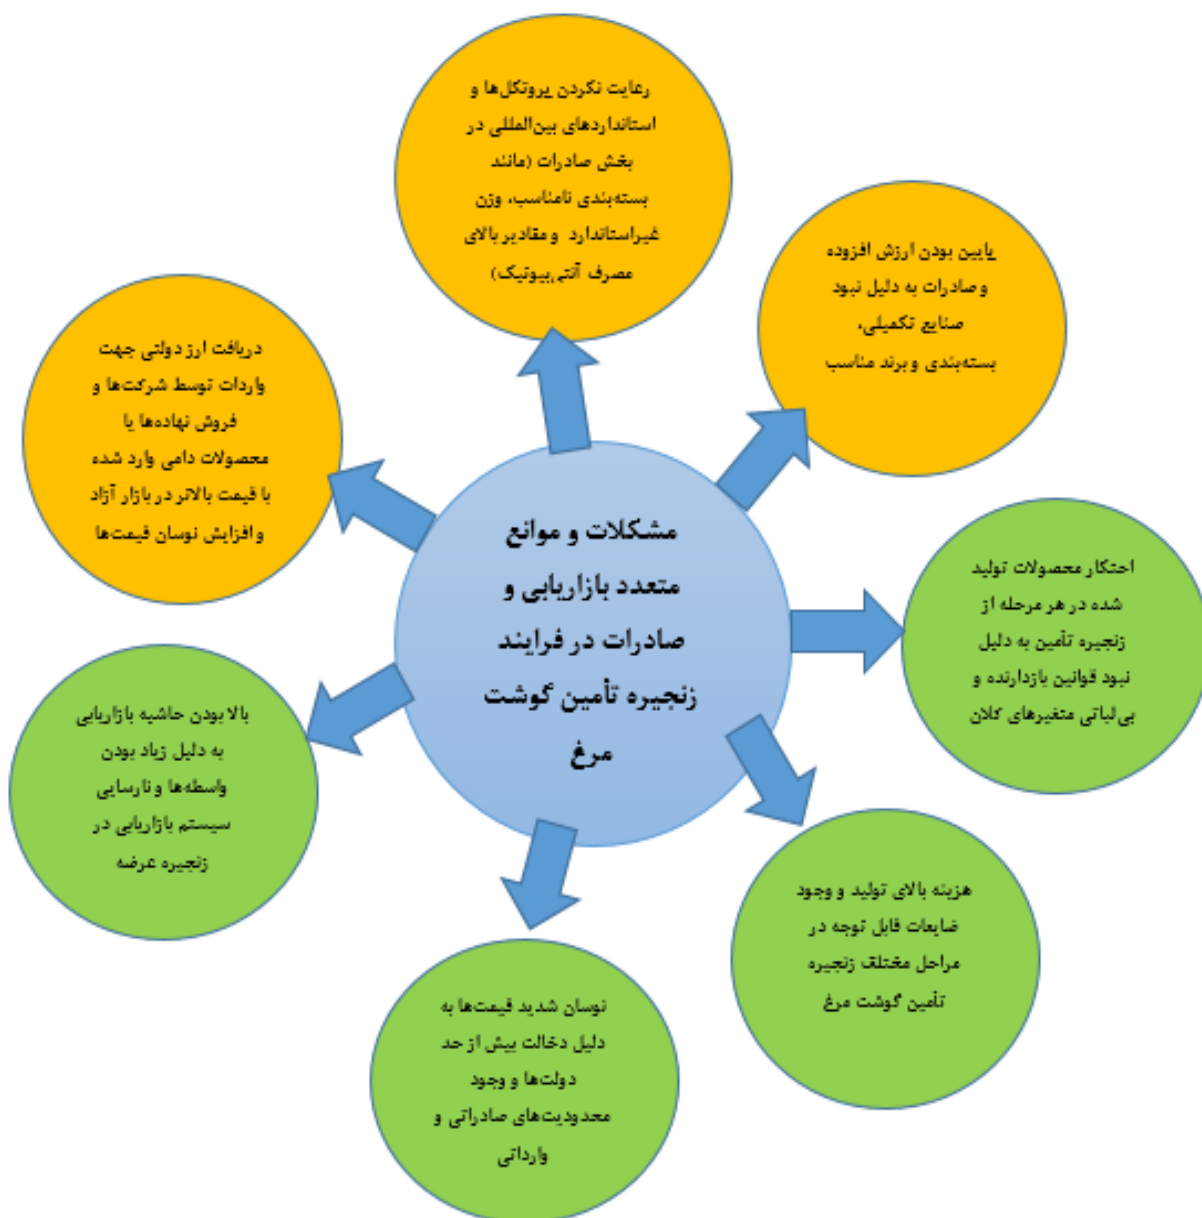 رعایت نکردن پروتکل‌ها و
استانداردهای بین‌المللی در
بخش صادرات (مانند
بسته‌بندی نامناسب، وزن
غیراستاندارد و مقادیر بالای
مصرف آنتی‌بیوتیک)
پایین بودن ارزش افزوده
و صادرات به دلیل نبود
صنایع تکمیلی،
بسته‌بندی و برند مناسب
دریافت ارز دولتی جهت
واردات توسط شرکت‌ها و
فروش نهاده‌ها یا
محصولات دامی وارد شده
با قیمت بالاتر در بازار آزاد
و افزایش نوسان قیمت‌ها
مشکلات و موانع
متعدد بازاریابی و
صادرات در فرایند
زنجیره تأمین گوشت
مرغ
احتکار محصولات تولید
شده در هر مرحله از
زنجیره تأمین به دلیل
نبود قوانین بازدارنده و
بی‌ثباتی متغیرهای کلان
بالا بودن حاشیه بازاریابی
به دلیل زیاد بودن
واسطه‌ها و نارسایی
سیستم بازاریابی در
زنجیره عرضه
هزینه بالای تولید و وجود
ضایعات قابل توجه در
مراحل مختلف زنجیره
تأمین گوشت مرغ
نوسان شدید قیمت‌ها به
دلیل دخالت بیش از حد
دولت‌ها و وجود
محدودیت‌های صادراتی و
وارداتی